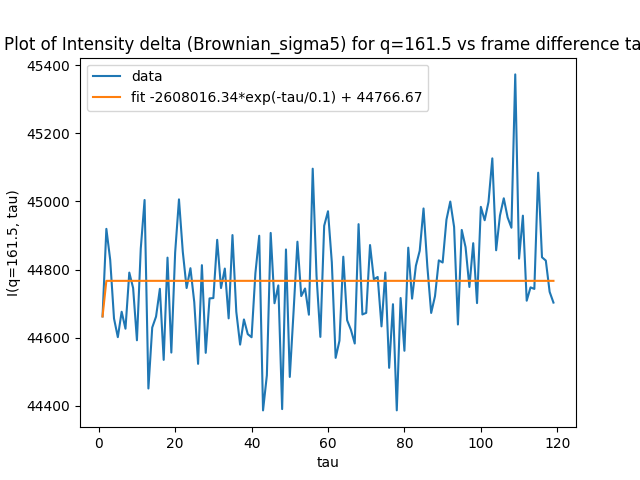 Plot of Intensity delta (Brownian_sigma5) for q=161.5 vs frame difference ta
data
fit -2608016.34*exp(-tau/0.1) + 44766.67
I(q=161.5, tau)
45400
45200
45000
44800
44600
44400
0 20 40 60 80 100 120
tau